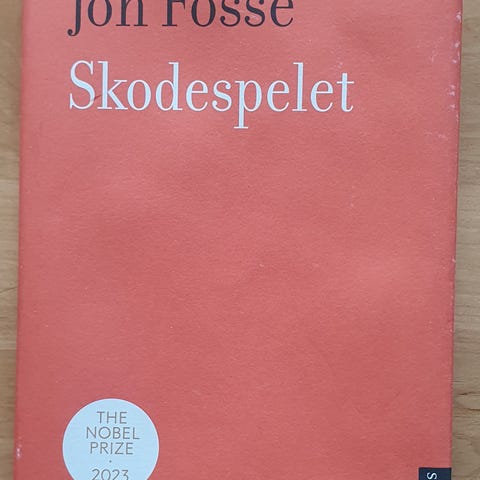 Jon Fosse
Skodespelet
THE
NOBEL
PRIZE
·
2023
S